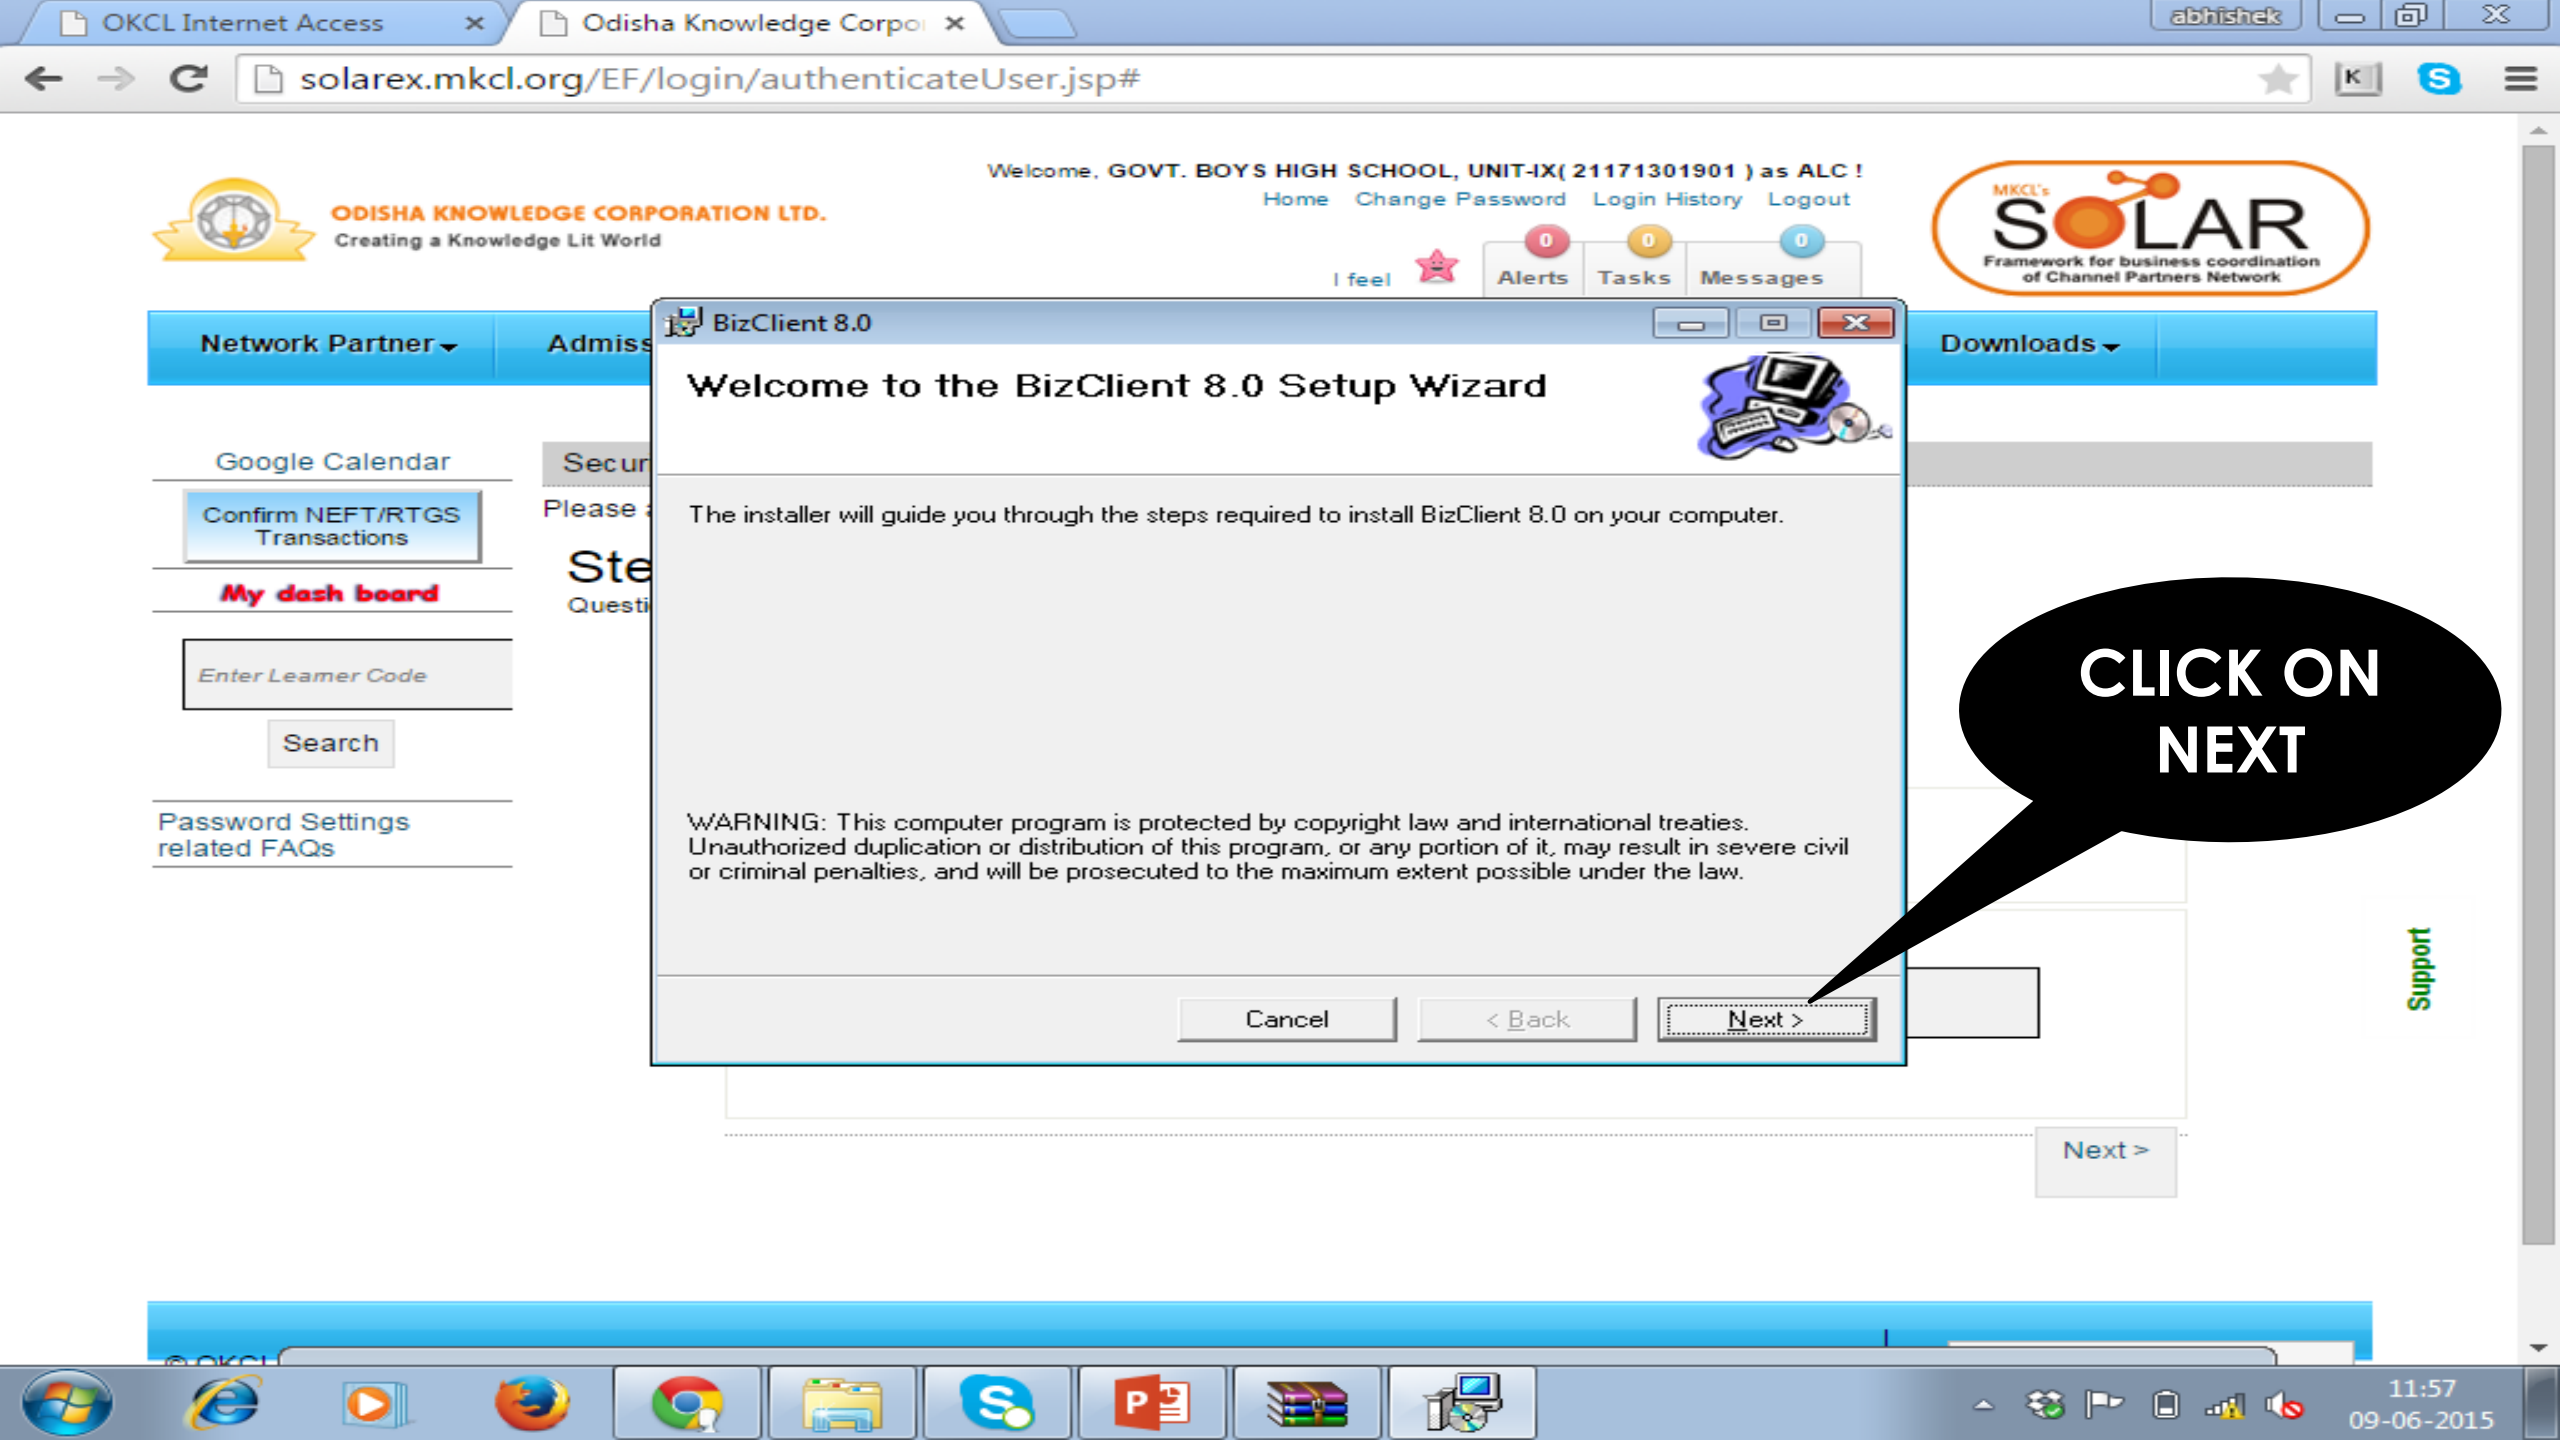 OKCL Internet Access
Odisha Knowledge Corpo
abhishek
solarex.mkcl.org/EF/login/authenticateUser.jsp#
K
S
ODISHA KNOWLEDGE CORPORATION LTD.
Creating a Knowledge Lit World
Welcome, GOVT. BOYS HIGH SCHOOL, UNIT-IX( 21171301901 ) as ALC !
Home Change Password Login History Logout
0 0 0
I feel Alerts Tasks Messages
MKCL's
SOLAR
Framework for business coordination
of Channel Partners Network
Network Partner
Admiss
Downloads
BizClient 8.0
Welcome to the BizClient 8.0 Setup Wizard
The installer will guide you through the steps required to install BizClient 8.0 on your computer.
WARNING: This computer program is protected by copyright law and international treaties.
Unauthorized duplication or distribution of this program, or any portion of it, may result in severe civil
or criminal penalties, and will be prosecuted to the maximum extent possible under the law.
Cancel < Back Next >
Google Calendar
Confirm NEFT/RTGS
Transactions
My dash board
Enter Learner Code
Search
Password Settings
related FAQs
Secur
Please a
Ste
Questi
CLICK ON
NEXT
Support
Next >
© OKCL
11:57
09-06-2015